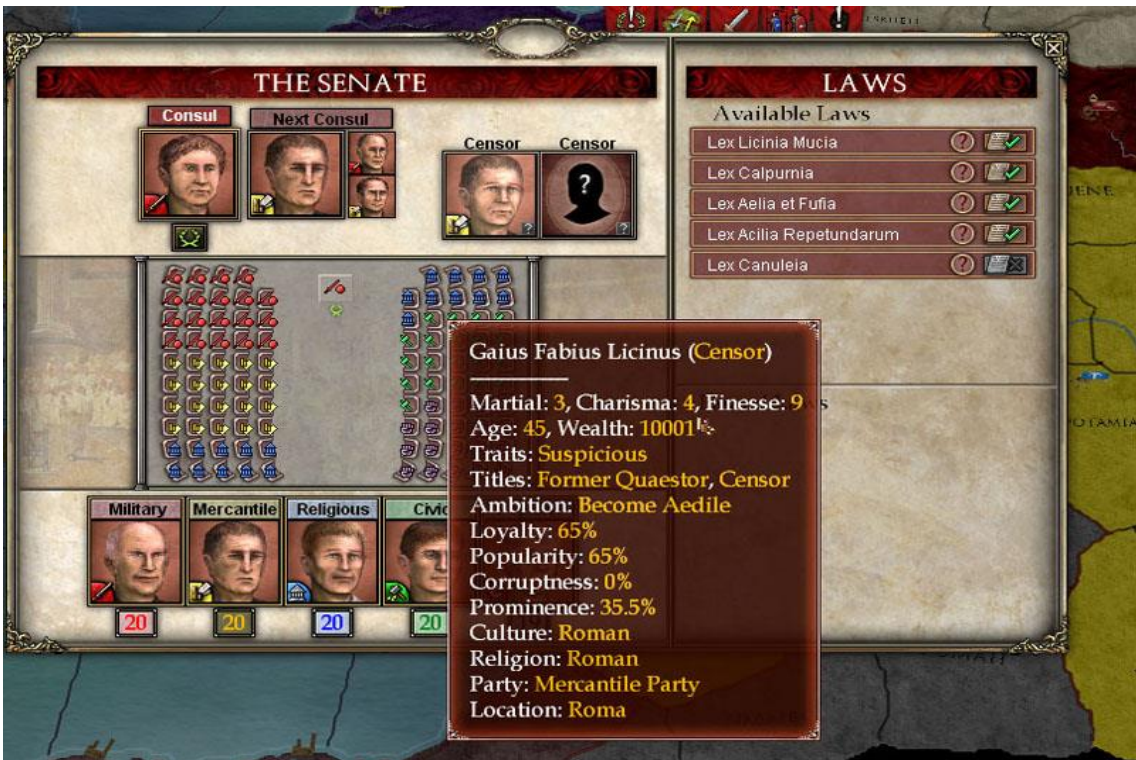 THE SENATE
Consul
Next Consul
Censor
Censor
?
?
?
Military
Mercantile
Religious
20
20
20
20
LAWS
Available Laws
Lex Licinia Mucia
?
Lex Calpurnia
?
Lex Aelia et Fufia
?
Lex Acilia Repetundarum
?
Lex Canuleia
?
Gaius Fabius Licinus (Censor)
Martial: 3, Charisma: 4, Finesse: 9
Age: 45, Wealth: 10001
Traits: Suspicious
Titles: Former Quaestor, Censor
Ambition: Become Aedile
Loyalty: 65%
Popularity: 65%
Corruptness: 0%
Prominence: 35.5%
Culture: Roman
Religion: Roman
Party: Mercantile Party
Location: Roma